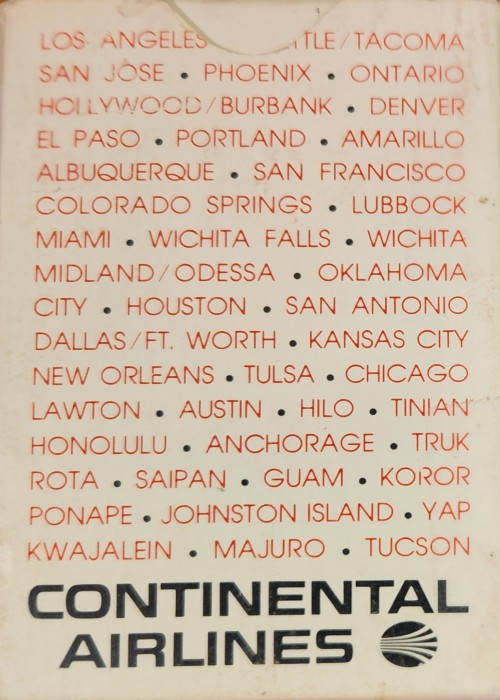 LOS ANGELES TTLE/TACOMA
SAN JOSE • PHOENIX • ONTARIO
HOLLYWOOD/BURBANK • DENVER
EL PASO • PORTLAND • AMARILLO
ALBUQUERQUE • SAN FRANCISCO
COLORADO SPRINGS • LUBBOCK
MIAMI • WICHITA FALLS • WICHITA
MIDLAND/ODESSA • OKLAHOMA
CITY • HOUSTON • SAN ANTONIO
DALLAS/FT. WORTH • KANSAS CITY
NEW ORLEANS • TULSA • CHICAGO
LAWTON • AUSTIN • HILO • TINIAN
HONOLULU • ANCHORAGE • TRUK
ROTA • SAIPAN • GUAM • KOROR
PONAPE • JOHNSTON ISLAND • YAP
KWAJALEIN • MAJURO • TUCSON
CONTINENTAL
AIRLINES